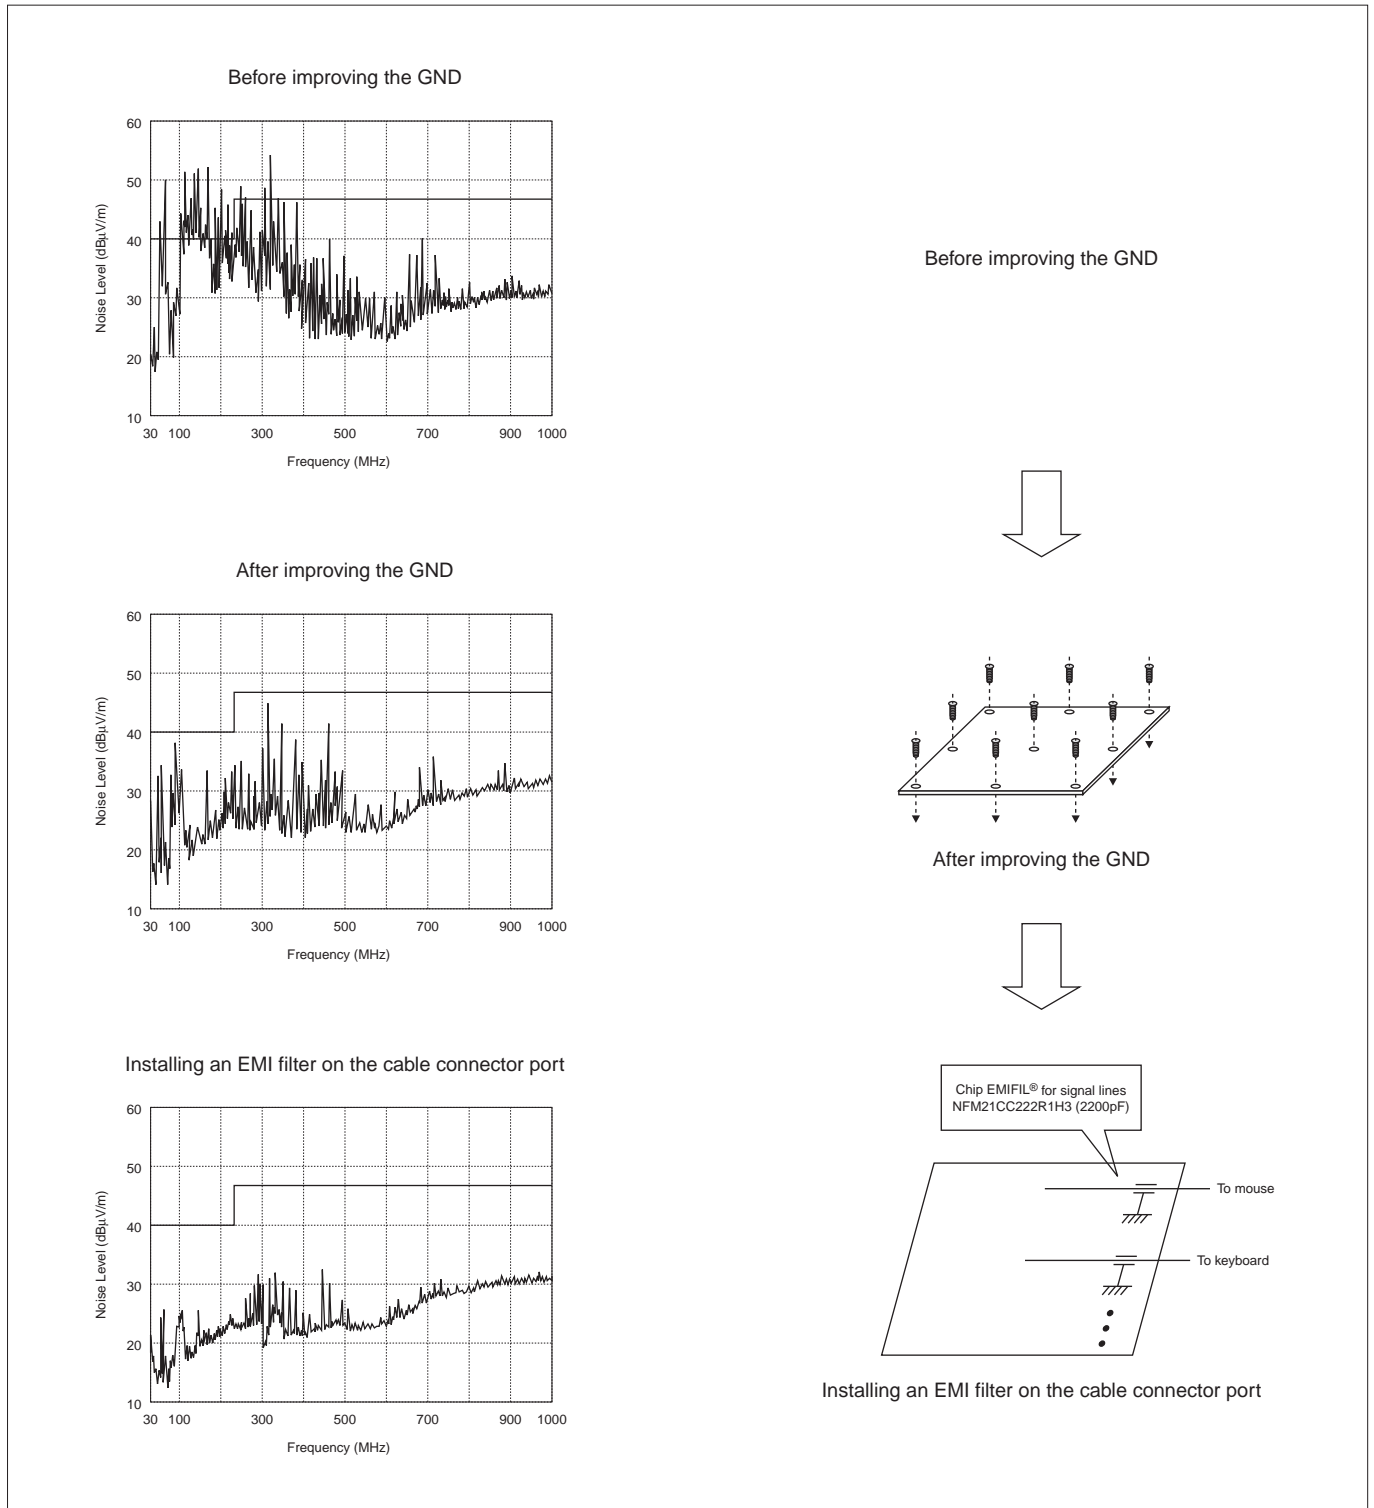 Before improving the GND
60
50
40
30
20
10
Noise Level (dBμV/m)
30 100 300 500 700 900 1000
Frequency (MHz)
Before improving the GND
After improving the GND
60
50
40
30
20
10
Noise Level (dBμV/m)
30 100 300 500 700 900 1000
Frequency (MHz)
After improving the GND
Installing an EMI filter on the cable connector port
60
50
40
30
20
10
Noise Level (dBμV/m)
30 100 300 500 700 900 1000
Frequency (MHz)
Chip EMIFIL® for signal lines
NFM21CC222R1H3 (2200pF)
To mouse
To keyboard
Installing an EMI filter on the cable connector port